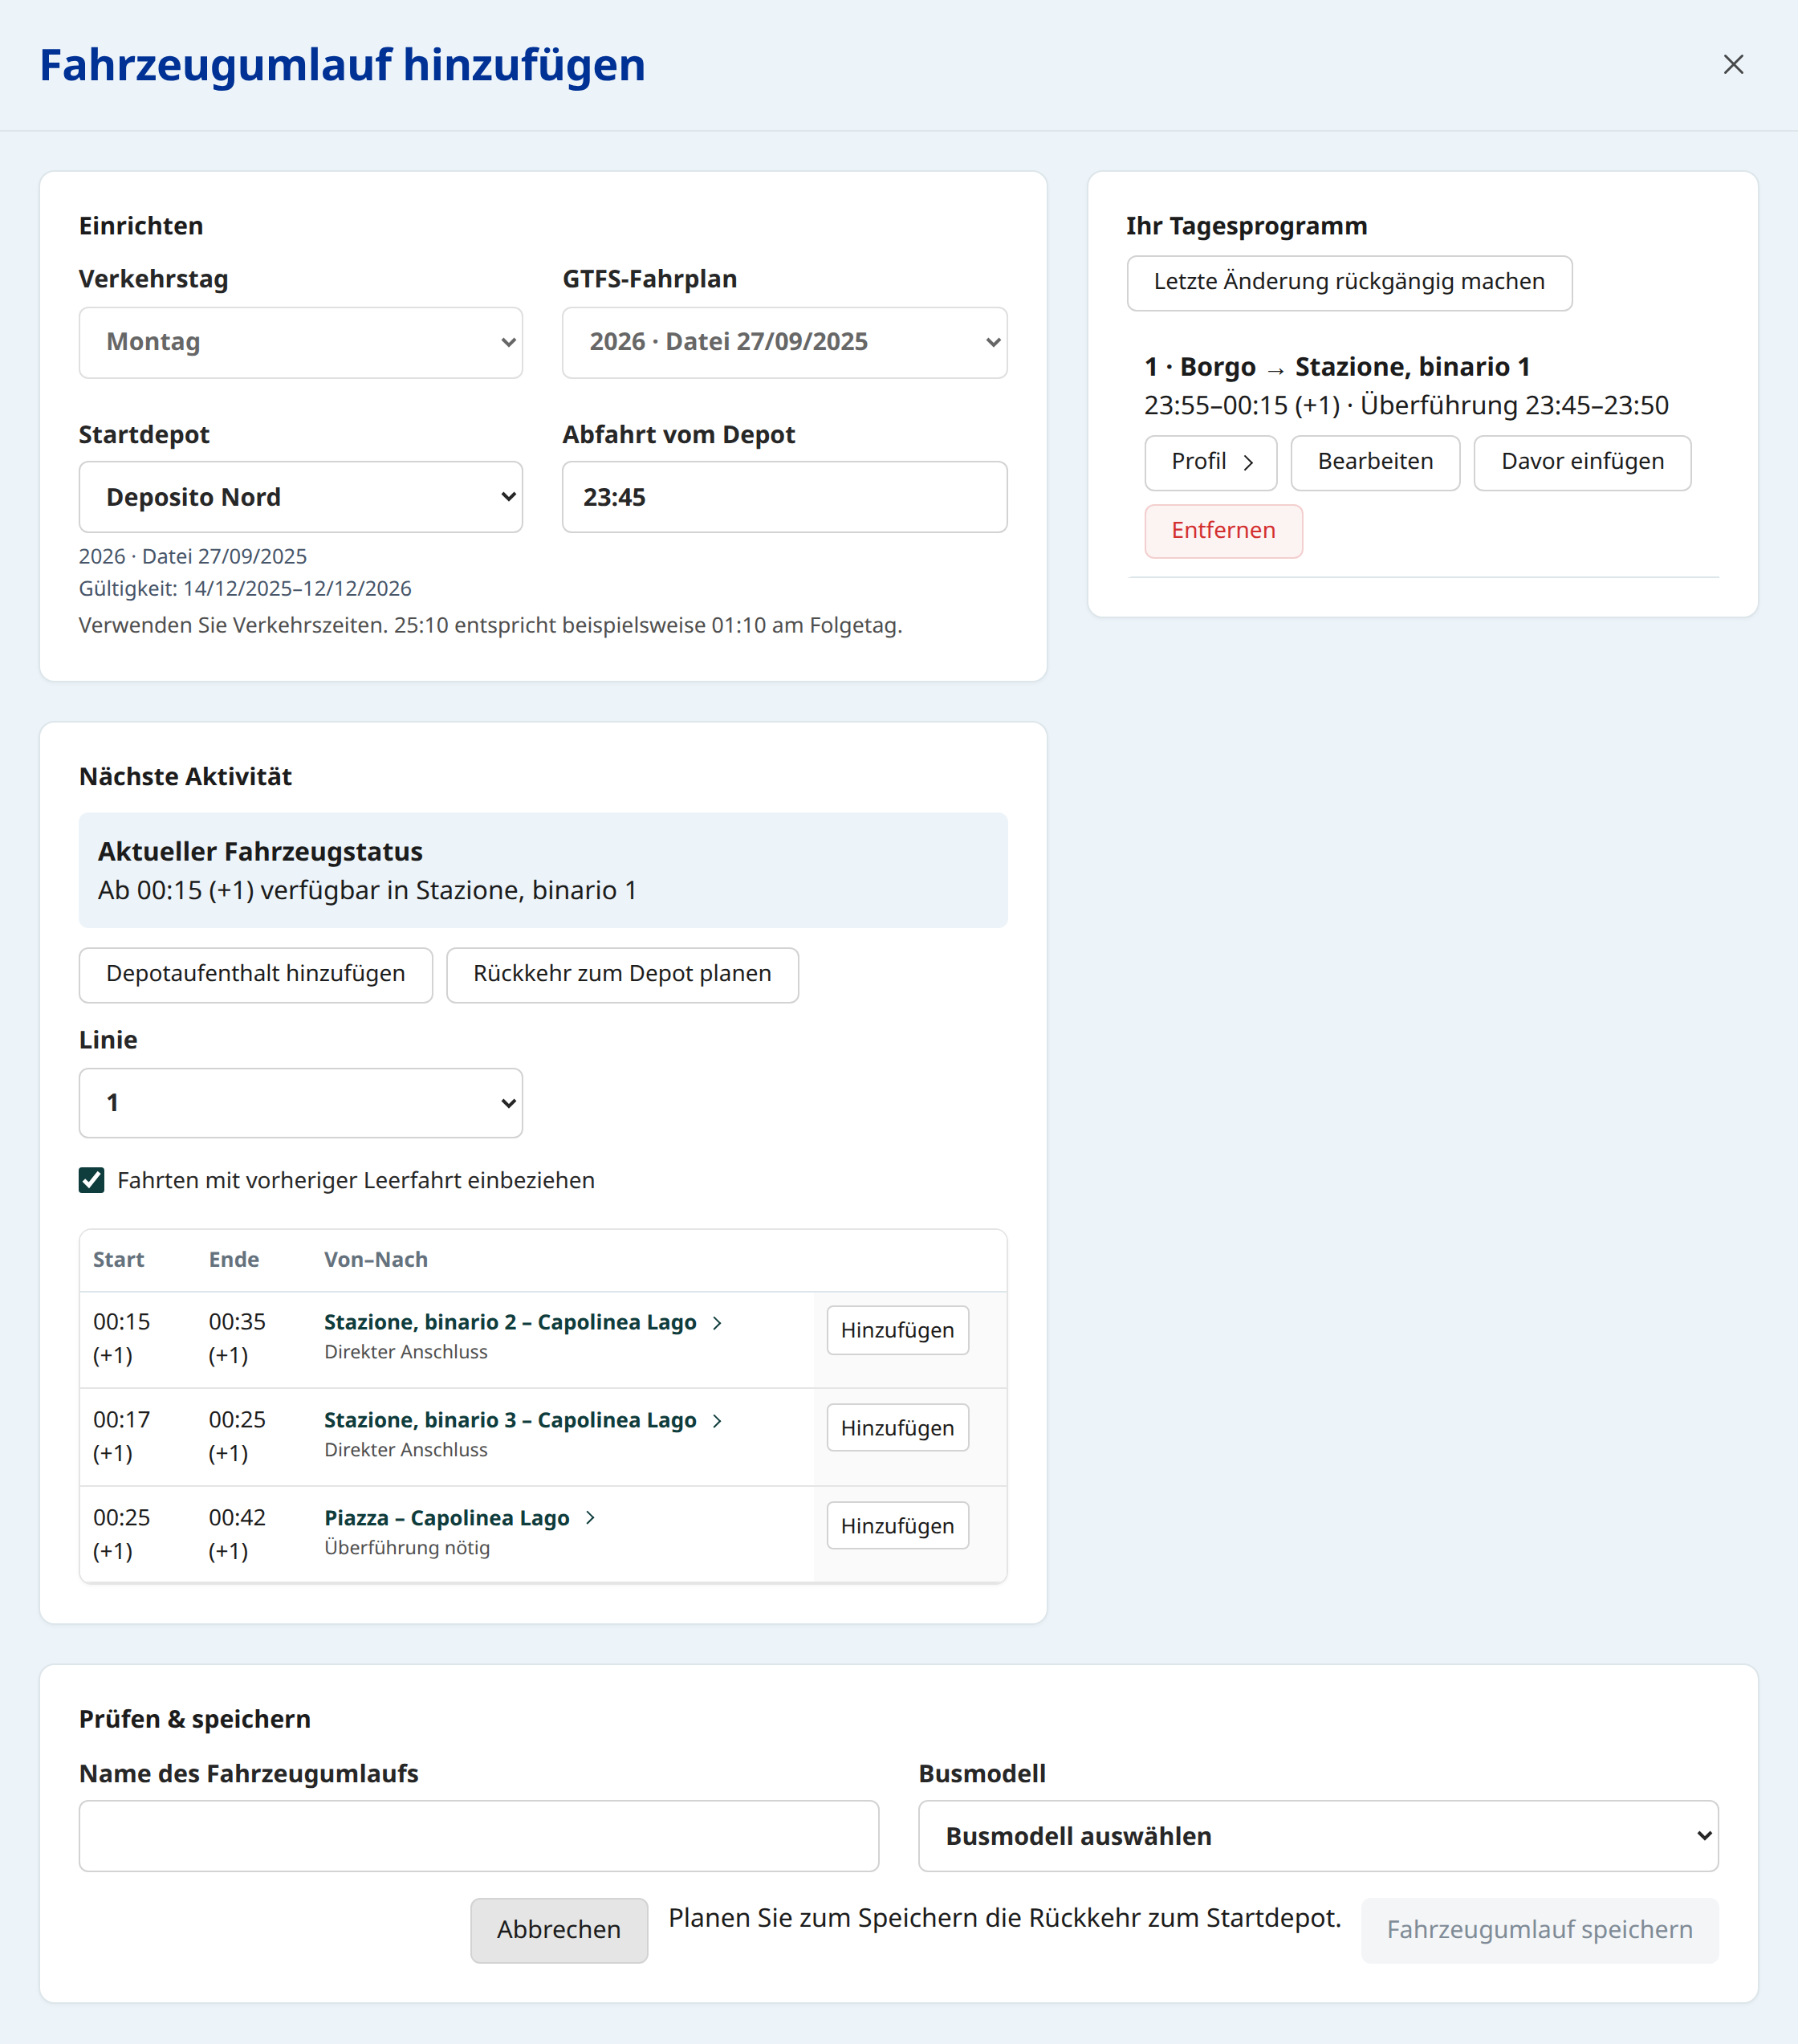 Fahrzeugumlauf hinzufügen
Einrichten
Verkehrstag
GTFS-Fahrplan
Montag
2026 · Datei 27/09/2025
Startdepot
Abfahrt vom Depot
Deposito Nord
23:45
2026 · Datei 27/09/2025
Gültigkeit: 14/12/2025–12/12/2026
Verwenden Sie Verkehrszeiten. 25:10 entspricht beispielsweise 01:10 am Folgetag.
Ihr Tagesprogramm
Letzte Änderung rückgängig machen
1 · Borgo → Stazione, binario 1
23:55–00:15 (+1) · Überführung 23:45–23:50
Profil
Bearbeiten
Davor einfügen
Entfernen
Nächste Aktivität
Aktueller Fahrzeugstatus
Ab 00:15 (+1) verfügbar in Stazione, binario 1
Depotaufenthalt hinzufügen
Rückkehr zum Depot planen
Linie
1
Fahrten mit vorheriger Leerfahrt einbeziehen
Start Ende Von–Nach
00:15 (+1) 00:35 (+1) Stazione, binario 2 – Capolinea Lago
Direkter Anschluss
Hinzufügen
00:17 (+1) 00:25 (+1) Stazione, binario 3 – Capolinea Lago
Direkter Anschluss
Hinzufügen
00:25 (+1) 00:42 (+1) Piazza – Capolinea Lago
Überführung nötig
Hinzufügen
Prüfen & speichern
Name des Fahrzeugumlaufs
Busmodell
Busmodell auswählen
Abbrechen
Planen Sie zum Speichern die Rückkehr zum Startdepot.
Fahrzeugumlauf speichern